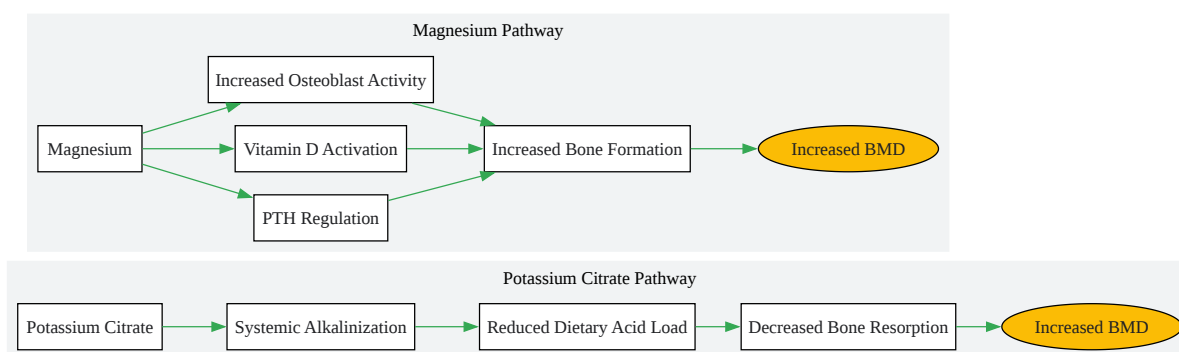 Magnesium Pathway
Increased Osteoblast Activity
Magnesium
Vitamin D Activation
Increased Bone Formation
Increased BMD
PTH Regulation
Potassium Citrate Pathway
Potassium Citrate
Systemic Alkalinization
Reduced Dietary Acid Load
Decreased Bone Resorption
Increased BMD